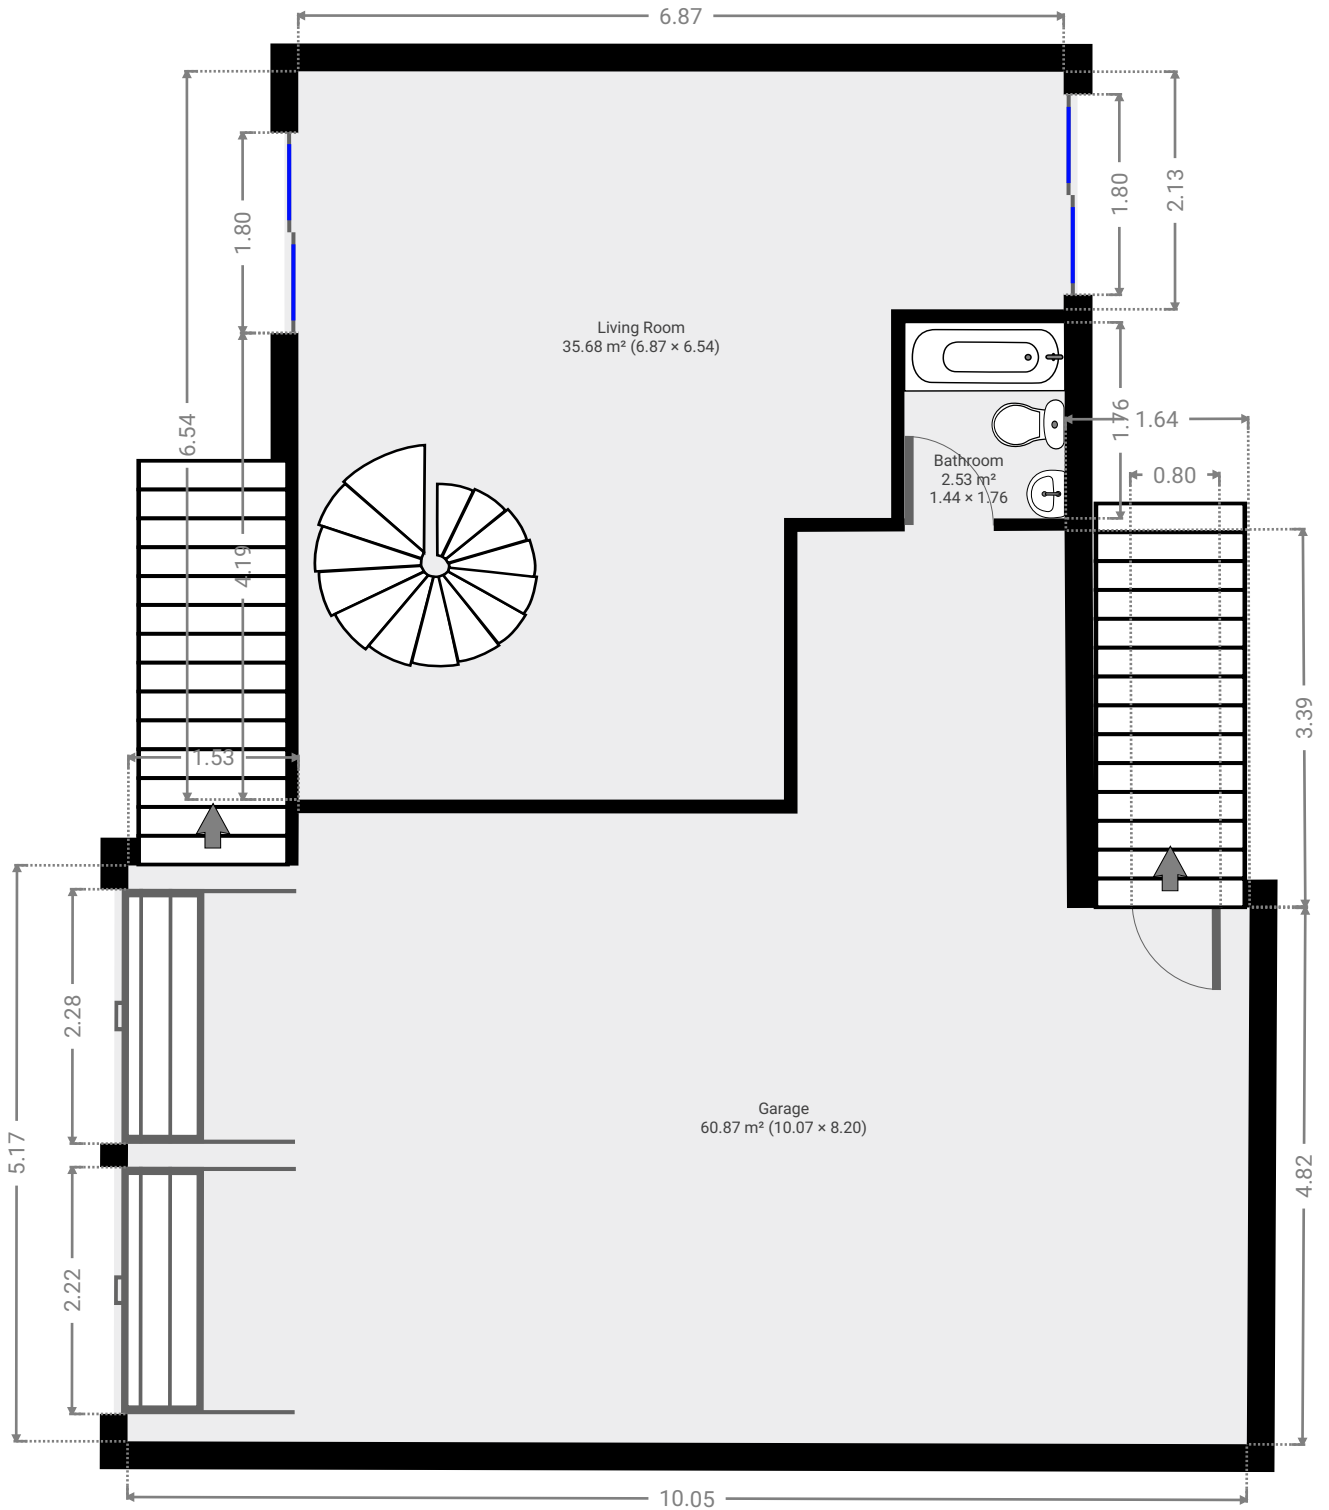 6.87
1.80
2.13
1.80
Living Room
35.68 m² (6.87 × 6.54)
6.54
1.76
1.64
Bathroom
2.53 m²
1.44 × 1.76
0.80
4.19
3.39
1.53
2.28
Garage
60.87 m² (10.07 × 8.20)
5.17
4.82
2.22
10.05